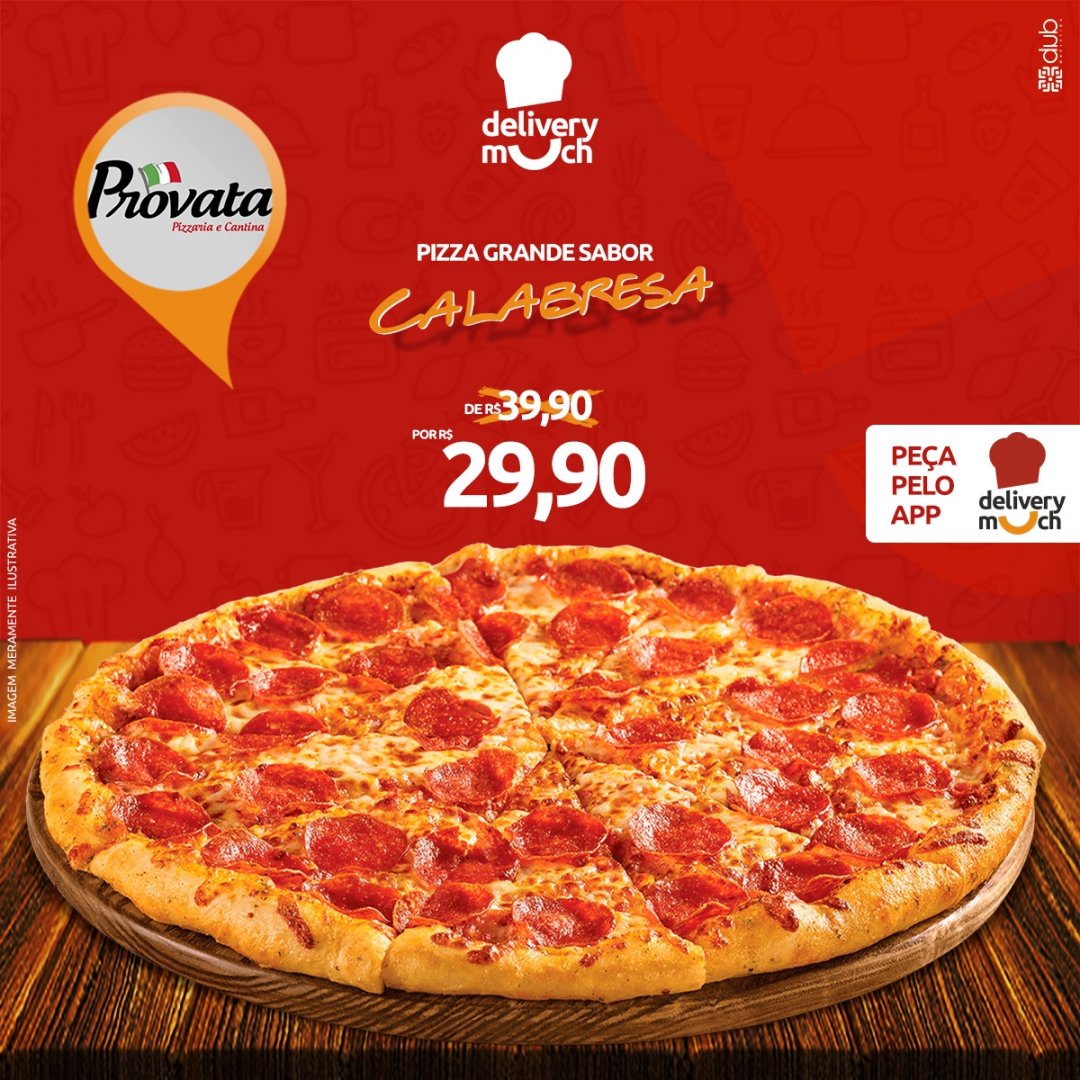 dub
delivery
much
Provata
Pizzaria e Cantina
PIZZA GRANDE SABOR
CALABRESA
DE R$ 39,90
POR R$
29,90
PEÇA
PELO
APP
delivery
much
IMAGEM MERAMENTE ILUSTRATIVA